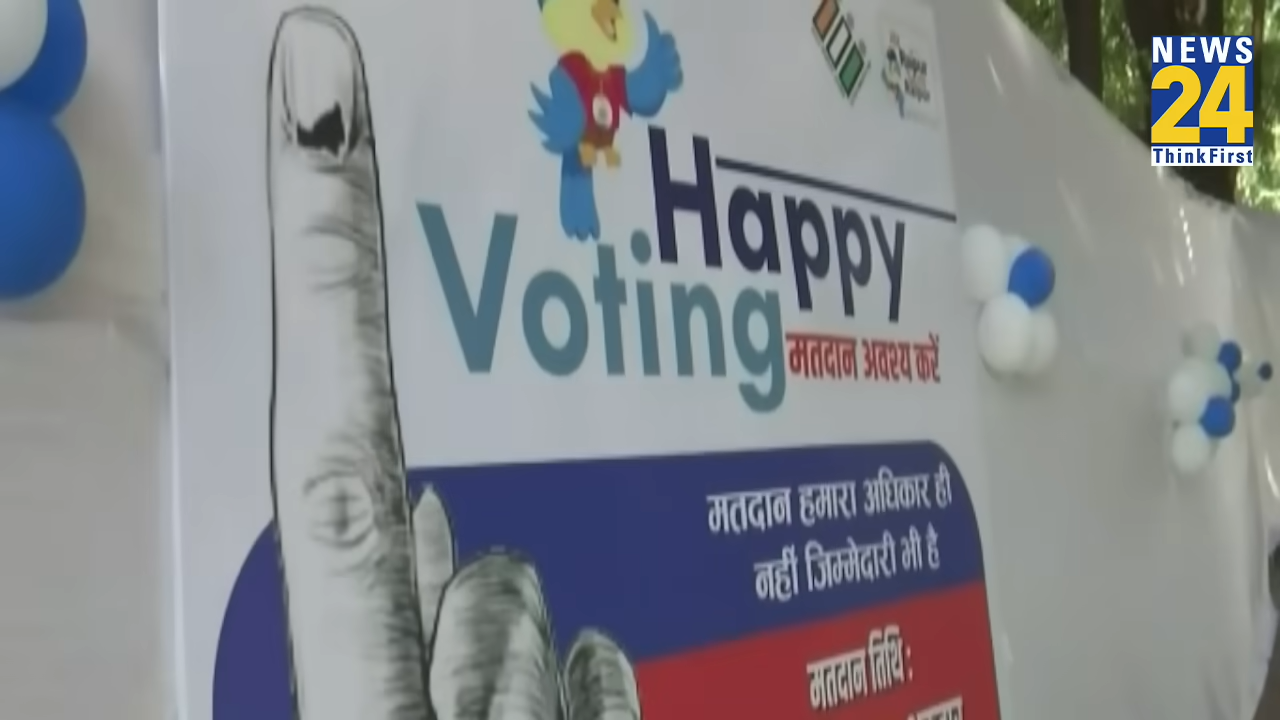 NEWS
24
ThinkFirst
Happy
Voting
मतदान अवश्य करें
मतदान हमारा अधिकार ही
नहीं जिम्मेदारी भी है
मतदान तिथि :